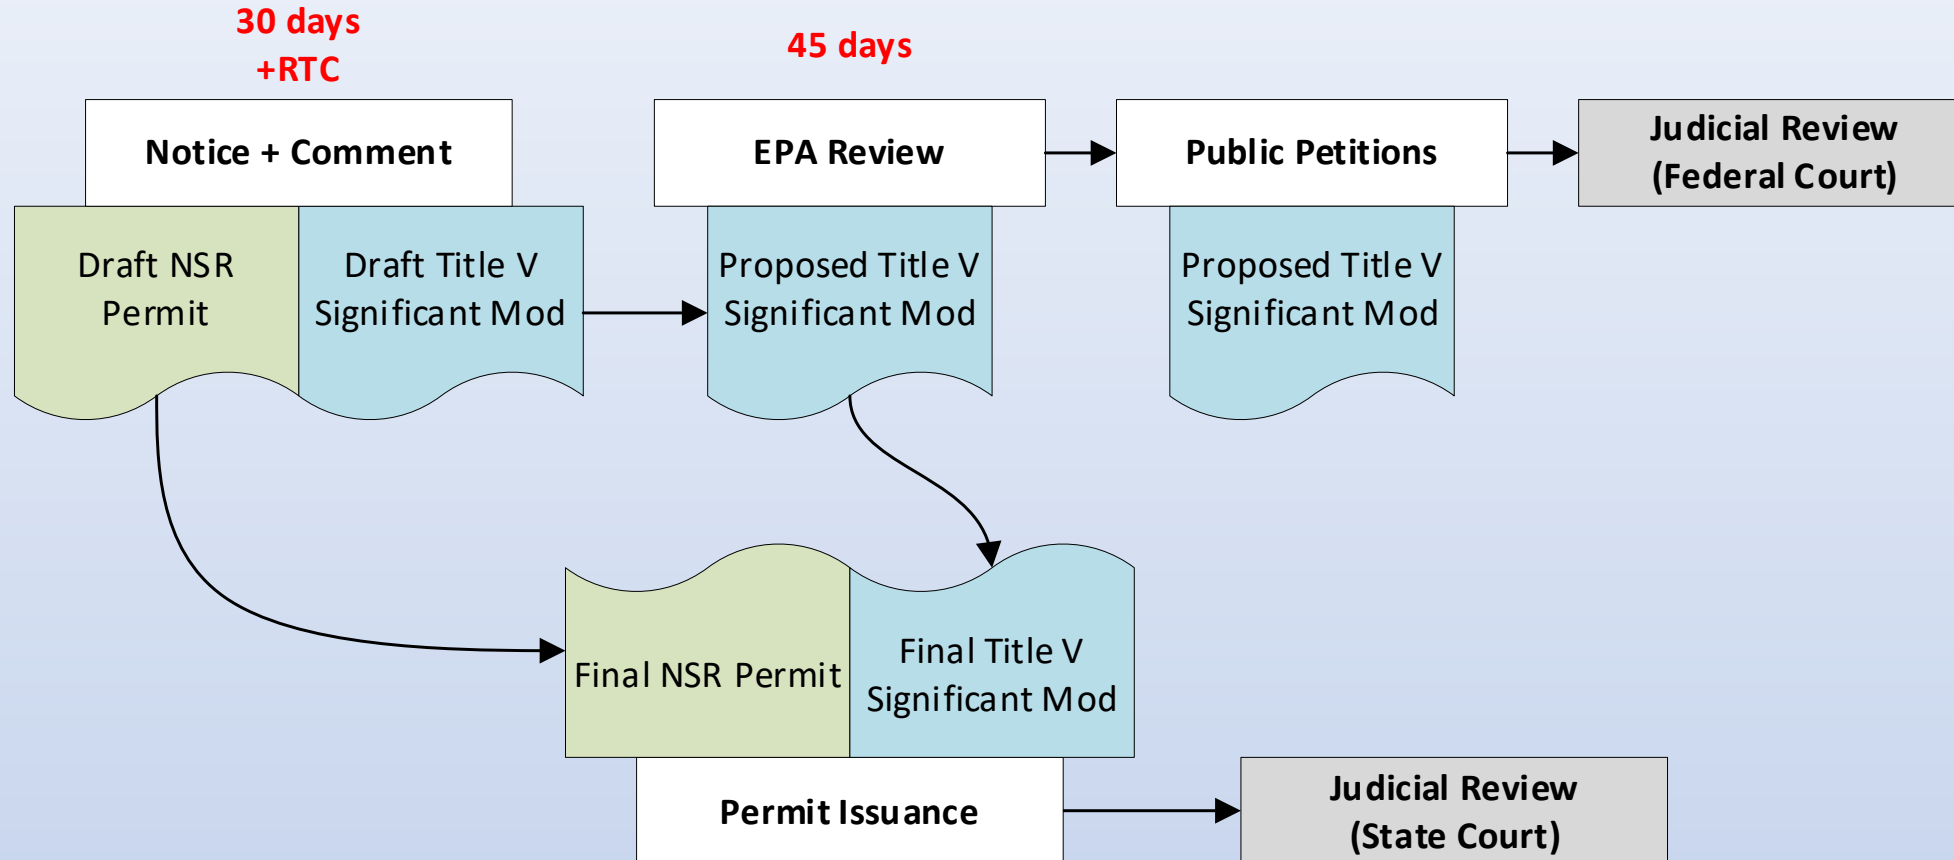 30 days
+RTC
45 days
Notice + Comment
EPA Review
Public Petitions
Judicial Review
(Federal Court)
Draft NSR
Permit
Draft Title V
Significant Mod
Proposed Title V
Significant Mod
Proposed Title V
Significant Mod
Final NSR Permit
Final Title V
Significant Mod
Permit Issuance
Judicial Review
(State Court)